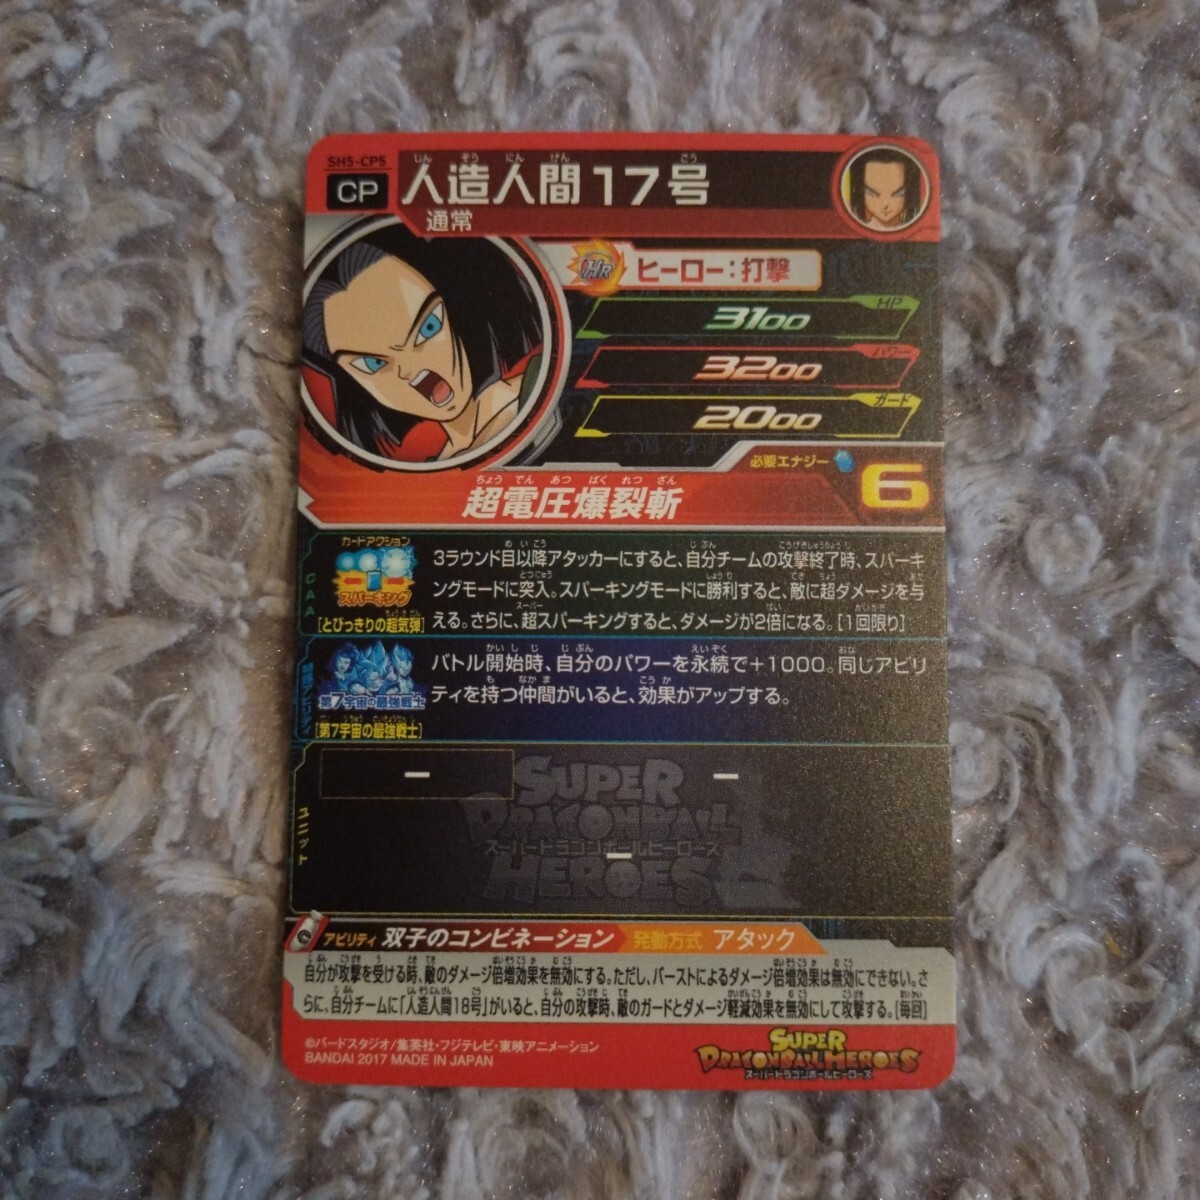 SH5-CP5
CP
人造人間17号
通常
HR
ヒーロー:打撃
HP
3100
パワー
3200
ガード
2000
必要エナジー
6
超電圧爆裂斬
カードアクション
スパーキング
[とびっきりの超気弾]
CAA
3ラウンド目以降アタッカーにすると、自分チームの攻撃終了時、スパーキ
ングモードに突入。スパーキングモードに勝利すると、敵に超ダメージを与
える。さらに、超スパーキングすると、ダメージが2倍になる。[1回限り]
第7宇宙の最強戦士
[第7宇宙の最強戦士]
バトル開始時、自分のパワーを永続で+1000。同じアビリ
ティを持つ仲間がいると、効果がアップする。
ユニット
ー
ー
ー
SUPER
DRAGONBALL
スーパードラゴンボールヒーローズ
HEROES
アビリティ 双子のコンビネーション 発動方式 アタック
自分が攻撃を受ける時、敵のダメージ倍増効果を無効にする。ただし、バーストによるダメージ倍増効果は無効にできない。さ
らに、自分チームに「人造人間18号」がいると、自分の攻撃時、敵のガードとダメージ軽減効果を無効にして攻撃する。[毎回]
©バードスタジオ/集英社・フジテレビ・東映アニメーション
BANDAI 2017 MADE IN JAPAN
SUPER
DRAGONBALL HEROES
スーパードラゴンボールヒーローズ